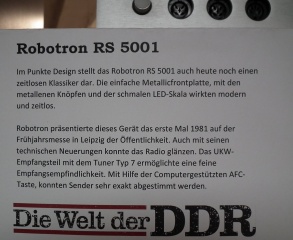 Robotron RS 5001
Im Punkte Design stellt das Robotron RS 5001 auch heute noch einen
zeitlosen Klassiker dar. Die einfache Metallicfrontplatte, mit den
metallenen Knöpfen und der schmalen LED-Skala wirkten modern
und zeitlos.
Robotron präsentierte dieses Gerät das erste Mal 1981 auf der
Frühjahrsmesse in Leipzig der Öffentlichkeit. Auch mit seinen
technischen Neuerungen konnte das Radio glänzen. Das UKW-
Empfangsteil mit dem Tuner Typ 7 ermöglichte eine feine
Empfangsempfindlichkeit. Mit Hilfe der Computergestützten AFC-
Taste, konnten Sender sehr exakt abgestimmt werden.
Die Welt der DDR